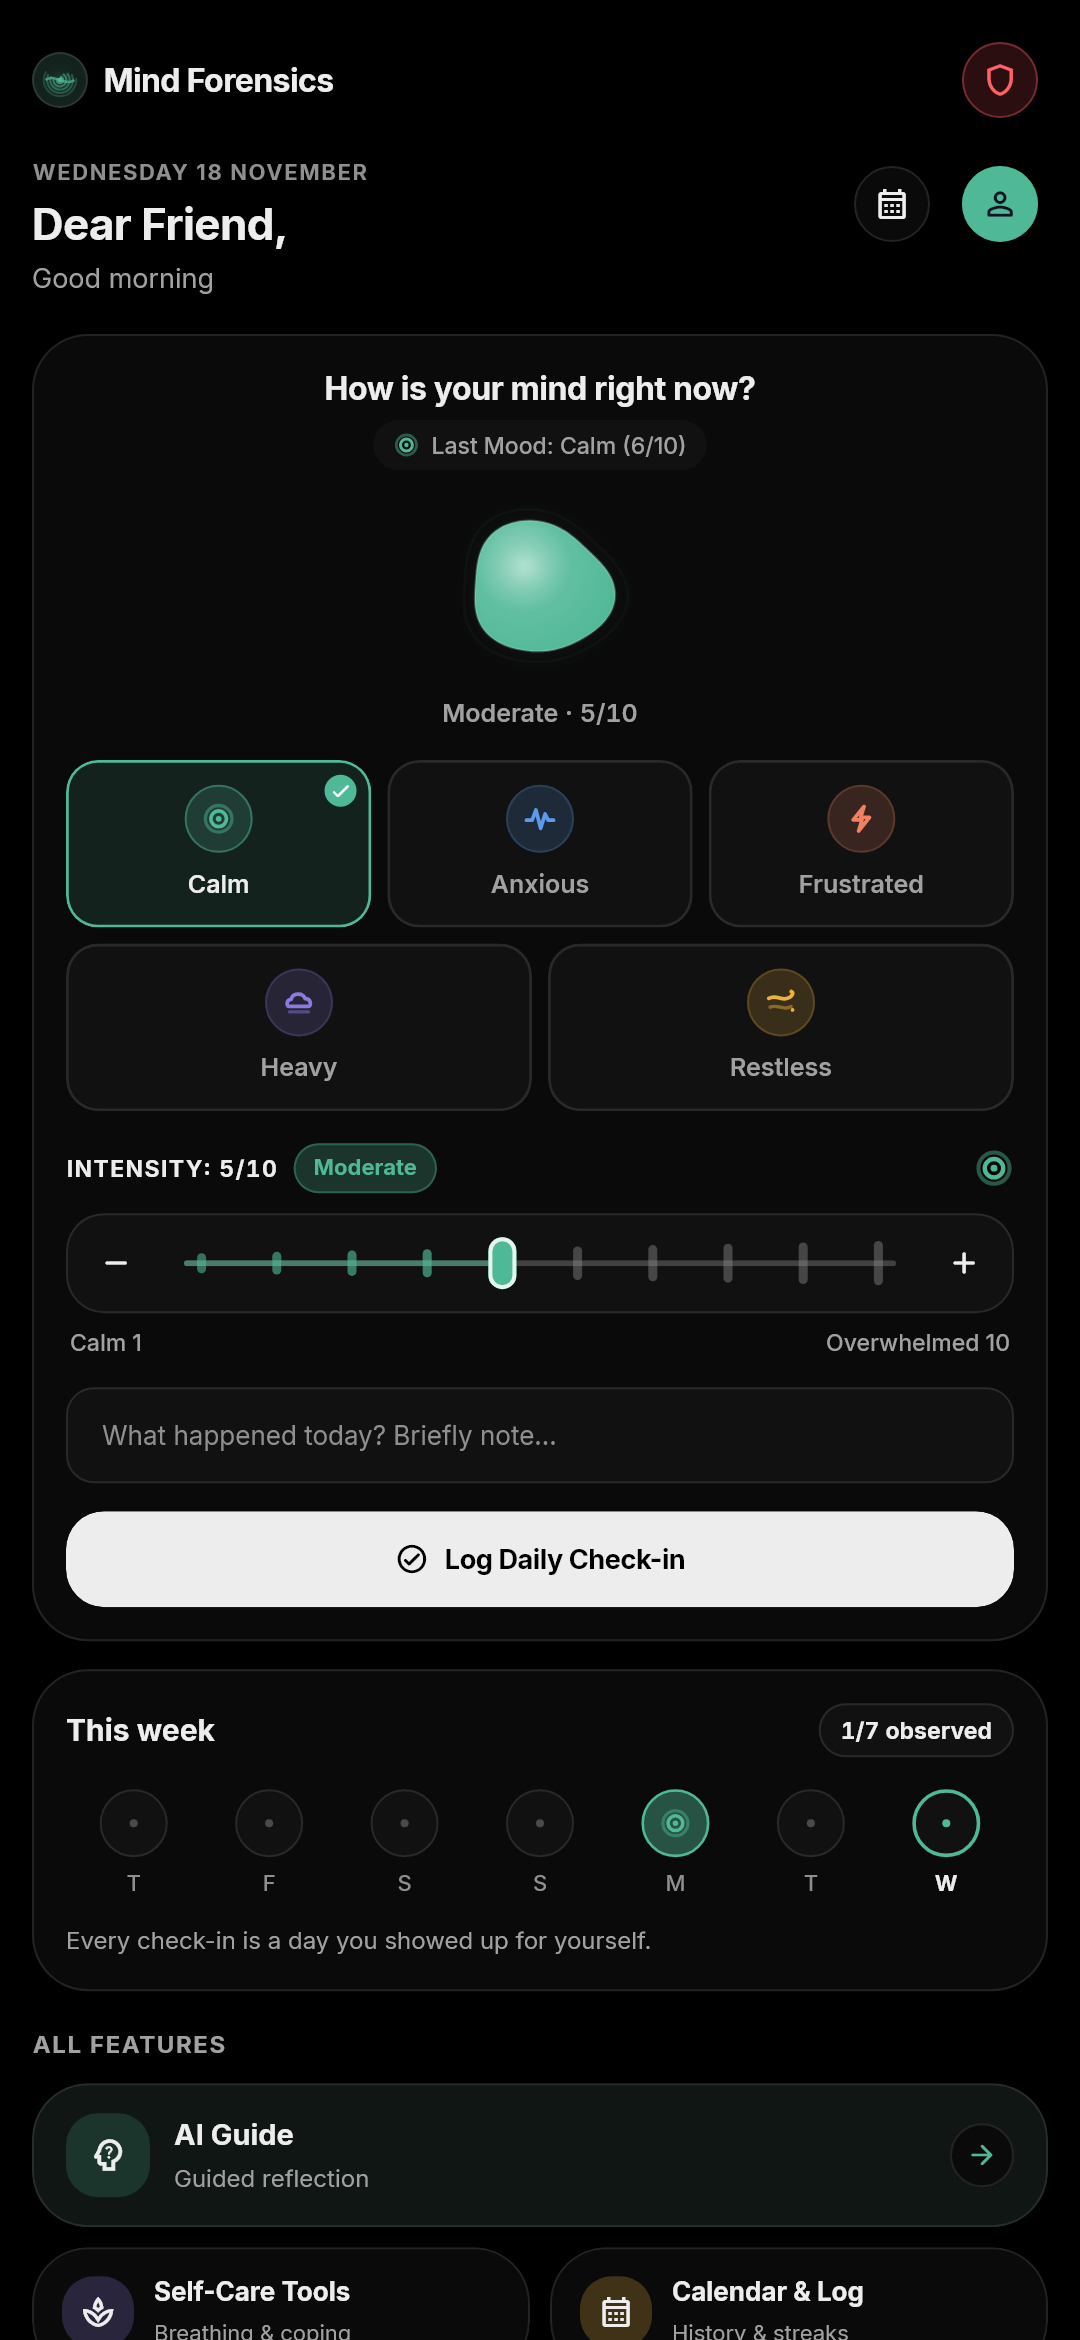 Mind Forensics
WEDNESDAY 18 NOVEMBER
Dear Friend,
Good morning
How is your mind right now?
Last Mood: Calm (6/10)
Moderate · 5/10
Calm
Anxious
Frustrated
Heavy
Restless
INTENSITY: 5/10
Moderate
Calm 1
Overwhelmed 10
What happened today? Briefly note...
Log Daily Check-in
This week
1/7 observed
T
F
S
S
M
T
W
Every check-in is a day you showed up for yourself.
ALL FEATURES
AI Guide
Guided reflection
Self-Care Tools
Breathing & coping
Calendar & Log
History & streaks